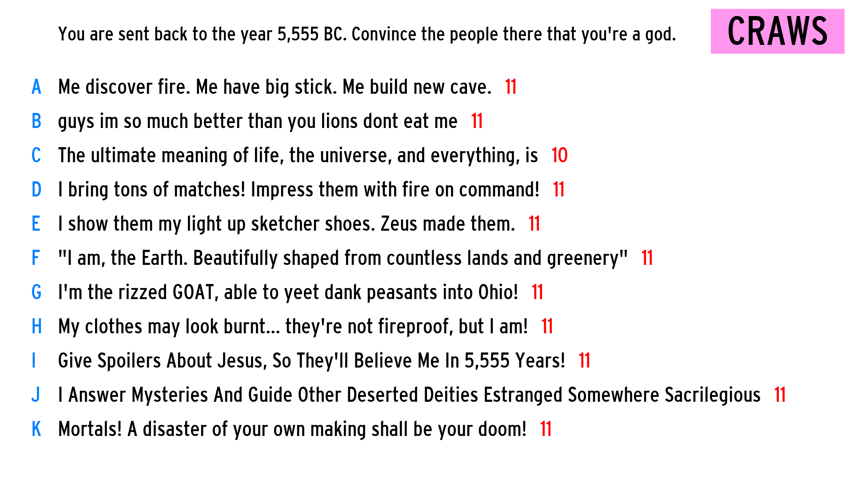 You are sent back to the year 5,555 BC. Convince the people there that you're a god.
CRAWS
A Me discover fire. Me have big stick. Me build new cave. 11
B guys im so much better than you lions dont eat me 11
C The ultimate meaning of life, the universe, and everything, is 10
D I bring tons of matches! Impress them with fire on command! 11
E I show them my light up sketcher shoes. Zeus made them. 11
F "I am, the Earth. Beautifully shaped from countless lands and greenery" 11
G I'm the rizzed GOAT, able to yeet dank peasants into Ohio! 11
H My clothes may look burnt... they're not fireproof, but I am! 11
I Give Spoilers About Jesus, So They'll Believe Me In 5,555 Years! 11
J I Answer Mysteries And Guide Other Deserted Deities Estranged Somewhere Sacrilegious 11
K Mortals! A disaster of your own making shall be your doom! 11